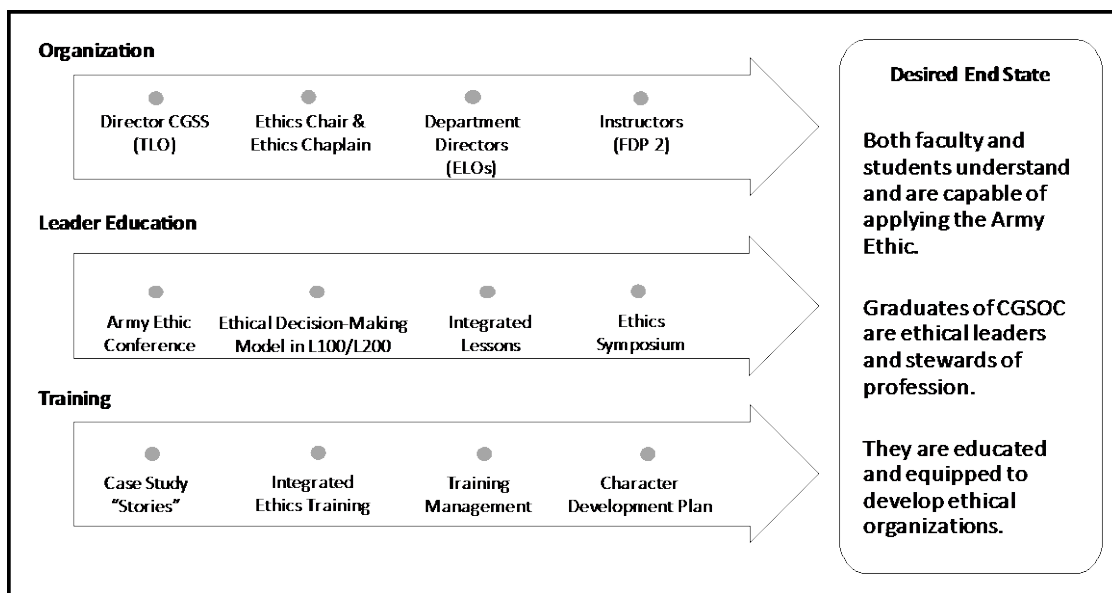 Organization
Director CGSS
(TLO)
Ethics Chair &
Ethics Chaplain
Department
Directors
(ELOs)
Instructors
(FDP 2)
Leader Education
Army Ethic
Conference
Ethical Decision-Making
Model in L100/L200
Integrated
Lessons
Ethics
Symposium
Training
Case Study
"Stories"
Integrated
Ethics Training
Training
Management
Character
Development Plan
Desired End State
Both faculty and
students understand
and are capable of
applying the Army
Ethic.
Graduates of CGSOC
are ethical leaders
and stewards of
profession.
They are educated
and equipped to
develop ethical
organizations.